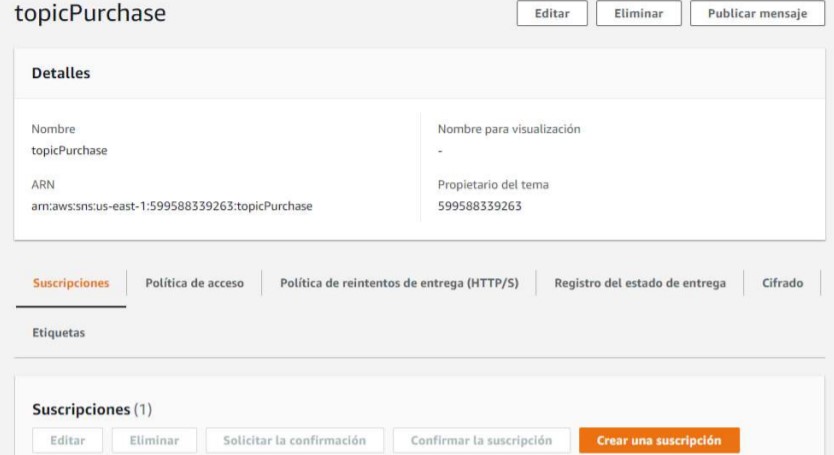 topicPurchase
Editar Eliminar Publicar mensaje
Detalles
Nombre
topicPurchase
Nombre para visualización
-
ARN
arn:aws:sns:us-east-1:599588339263:topicPurchase
Propietario del tema
599588339263
Suscripciones Política de acceso Política de reintentos de entrega (HTTP/S) Registro del estado de entrega Cifrado
Etiquetas
Suscripciones (1)
Editar Eliminar Solicitar la confirmación Confirmar la suscripción Crear una suscripción